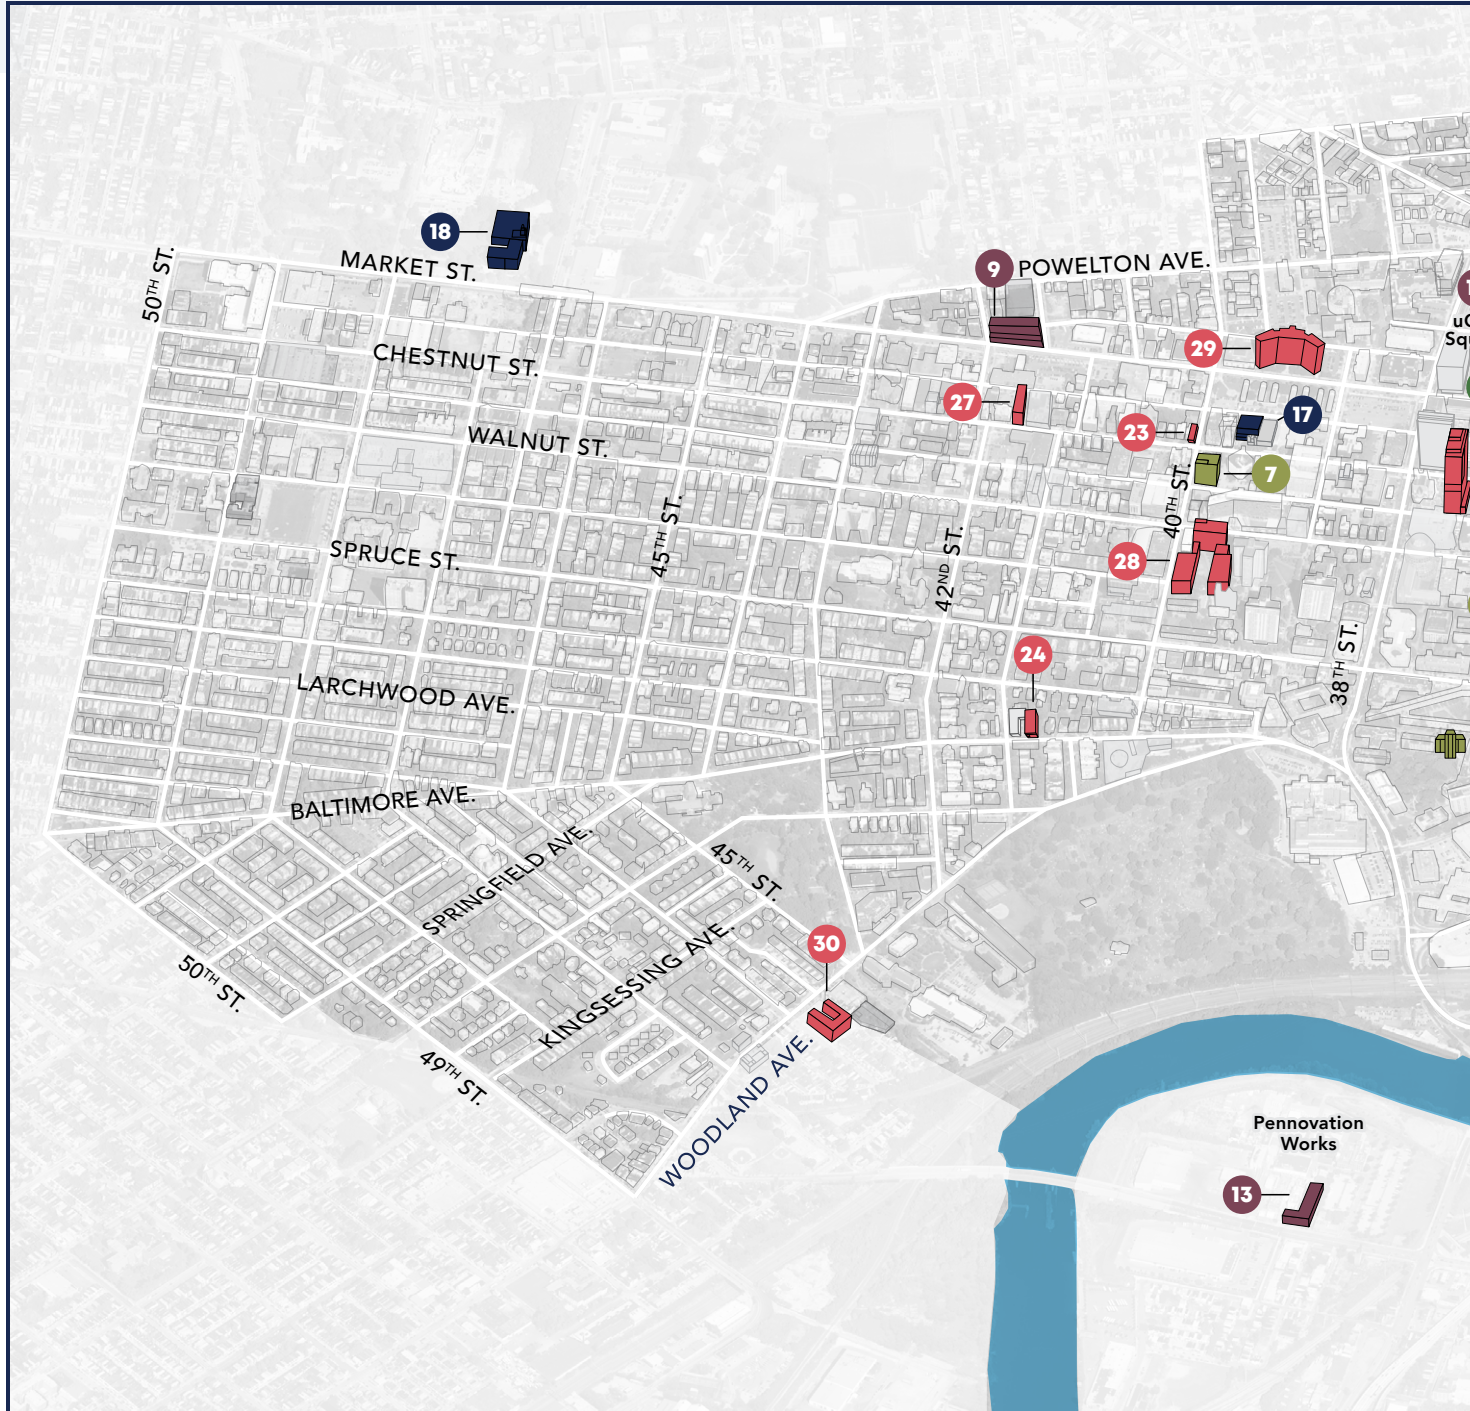 18
50TH ST.
MARKET ST.
9
POWELTON AVE.
29
CHESTNUT ST.
27
17
23
WALNUT ST.
7
40TH ST.
45TH ST.
42ND ST.
SPRUCE ST.
28
24
38TH ST.
LARCHWOOD AVE.
BALTIMORE AVE.
SPRINGFIELD AVE.
45TH ST.
KINGSESSING AVE.
30
50TH ST.
49TH ST.
WOODLAND AVE.
Pennovation
Works
13